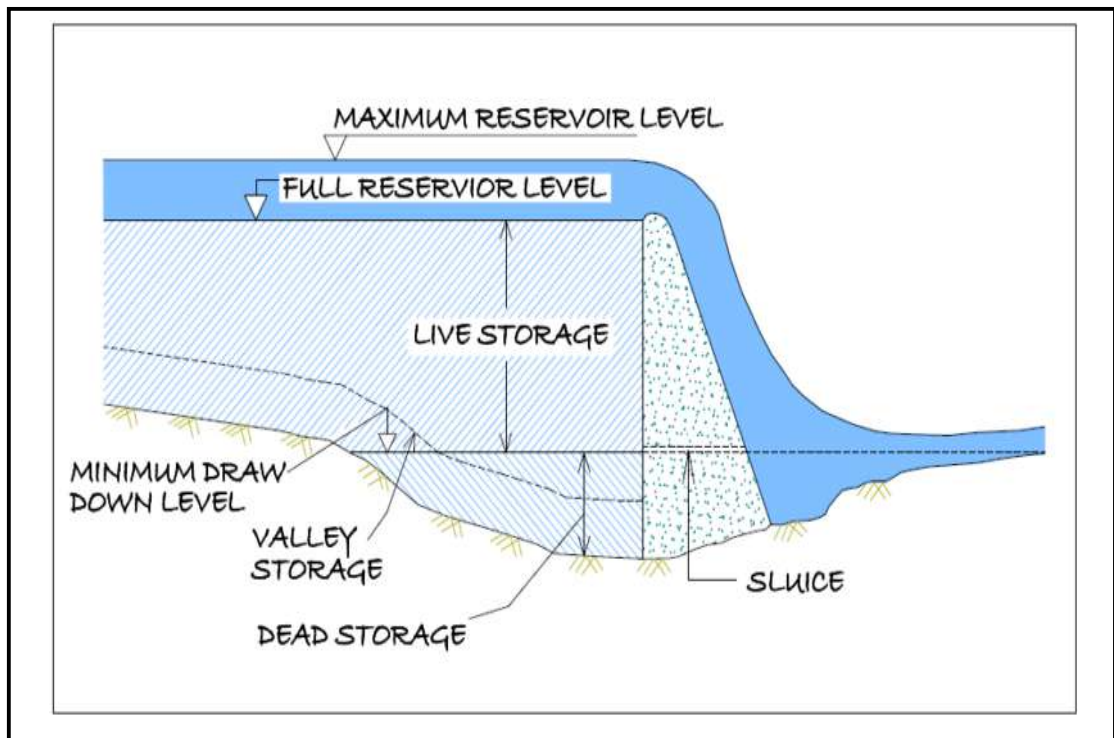 MAXIMUM RESERVOIR LEVEL
FULL RESERVIOR LEVEL
LIVE STORAGE
MINIMUM DRAW
DOWN LEVEL
VALLEY
STORAGE
SLUICE
DEAD STORAGE